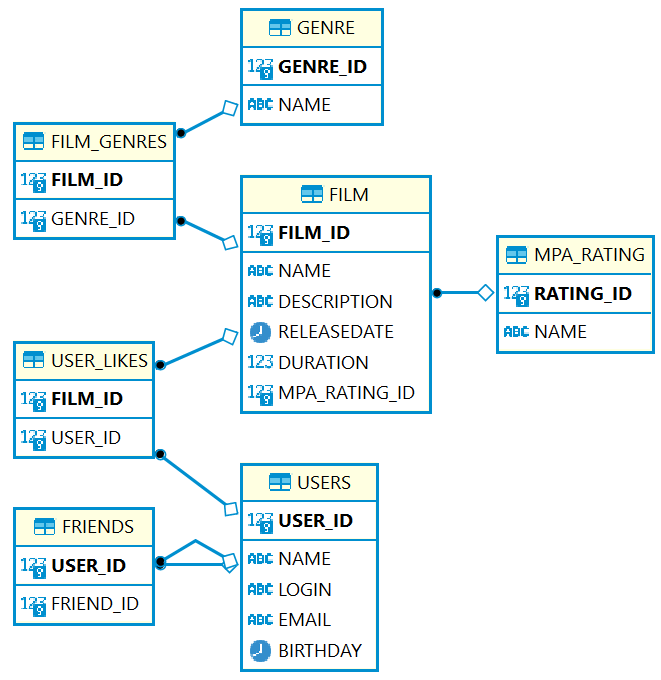 GENRE
123 GENRE_ID
ABC NAME
FILM_GENRES
123 FILM_ID
123 GENRE_ID
FILM
123 FILM_ID
ABC NAME
ABC DESCRIPTION
RELEASEDATE
123 DURATION
123 MPA_RATING_ID
MPA_RATING
123 RATING_ID
ABC NAME
USER_LIKES
123 FILM_ID
123 USER_ID
USERS
123 USER_ID
ABC NAME
ABC LOGIN
ABC EMAIL
BIRTHDAY
FRIENDS
123 USER_ID
123 FRIEND_ID